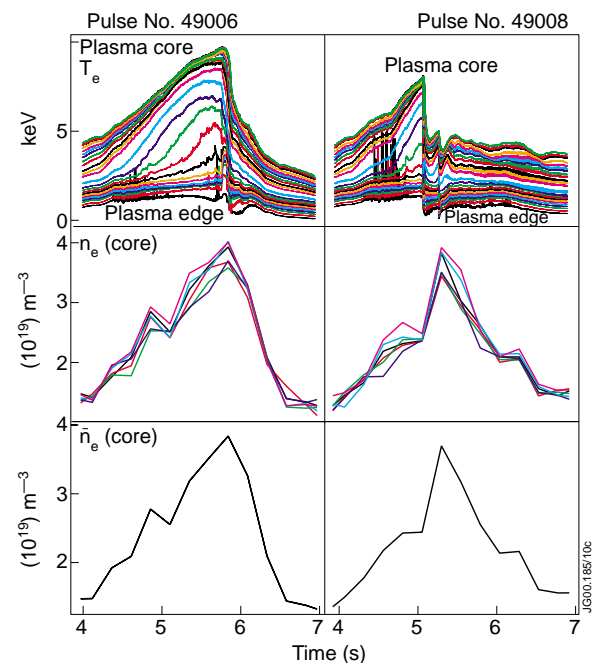 Pulse No. 49006
Pulse No. 49008
Plasma core
Tₑ
Plasma edge
Plasma core
Plasma edge
keV
5
0
nₑ (core)
(10¹⁹) m⁻³
4
3
2
n̄ₑ (core)
(10¹⁹) m⁻³
4
3
2
4
5
6
7
4
5
6
7
Time (s)
JG00.185/10c